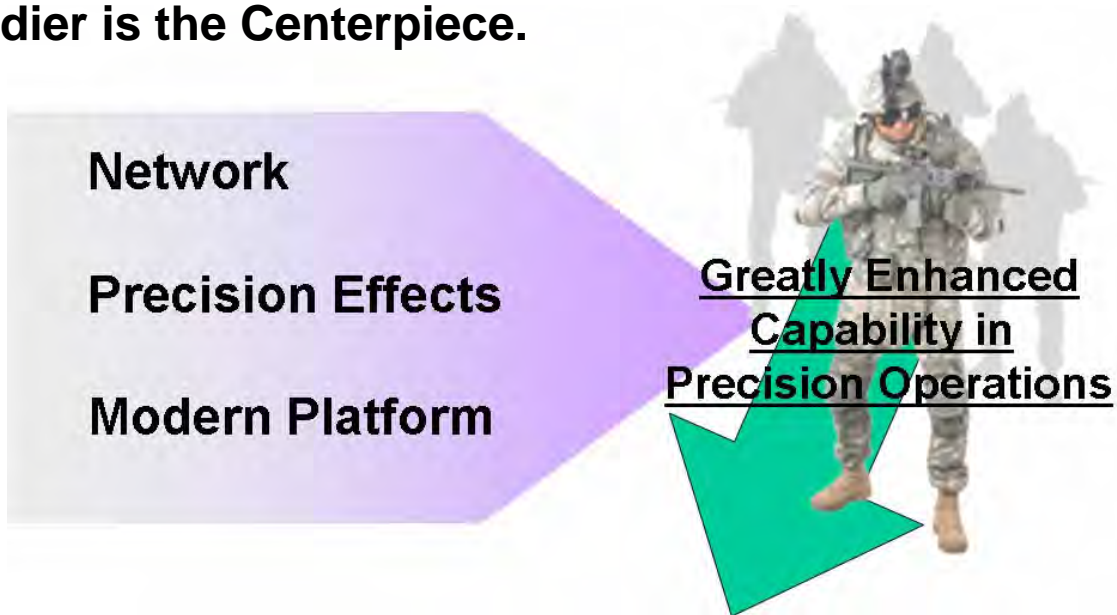 dier is the Centerpiece.
Network
Precision Effects
Modern Platform
Greatly Enhanced
Capability in
Precision Operations